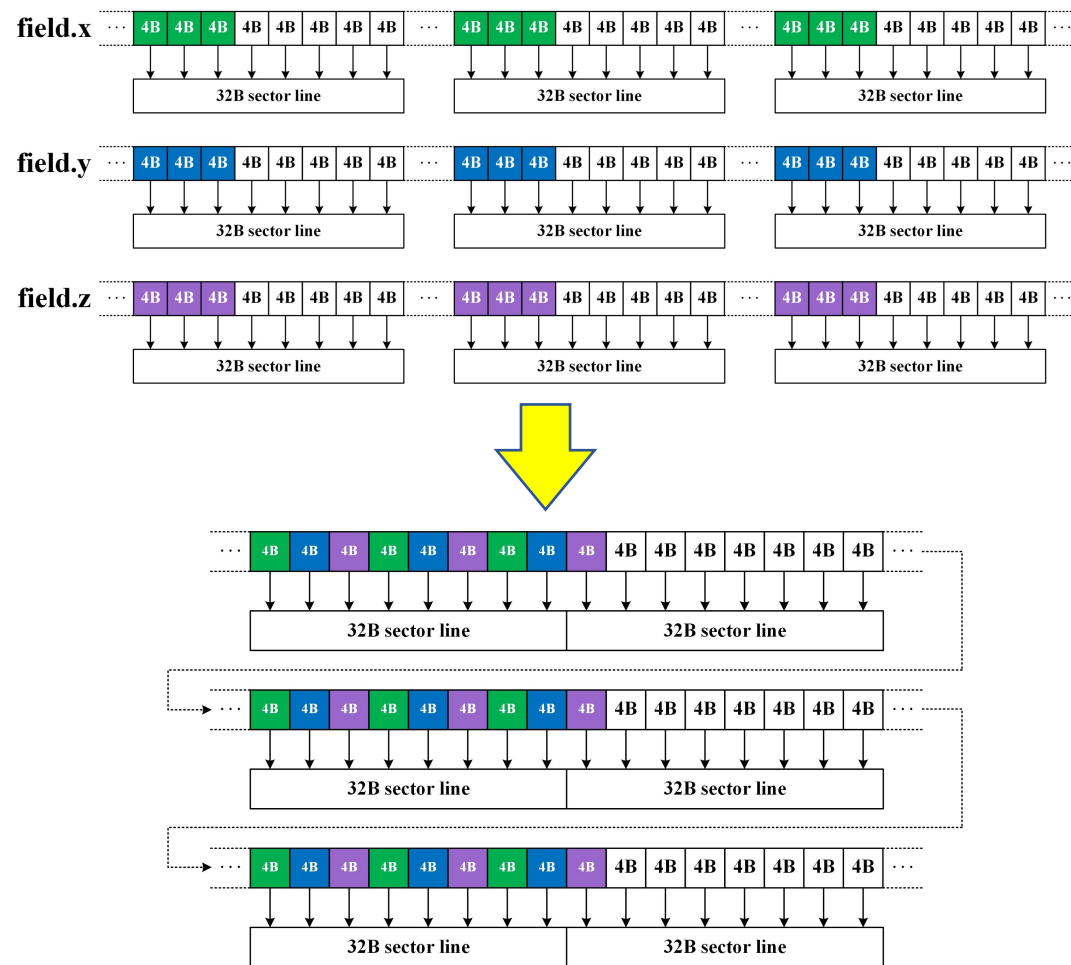 field.x ··· 4B 4B 4B 4B 4B 4B 4B 4B ··· 4B 4B 4B 4B 4B 4B 4B 4B ··· 4B 4B 4B 4B 4B 4B 4B 4B ···
32B sector line 32B sector line 32B sector line
field.y ··· 4B 4B 4B 4B 4B 4B 4B 4B ··· 4B 4B 4B 4B 4B 4B 4B 4B ··· 4B 4B 4B 4B 4B 4B 4B 4B ···
32B sector line 32B sector line 32B sector line
field.z ··· 4B 4B 4B 4B 4B 4B 4B 4B ··· 4B 4B 4B 4B 4B 4B 4B 4B ··· 4B 4B 4B 4B 4B 4B 4B 4B ···
32B sector line 32B sector line 32B sector line
··· 4B 4B 4B 4B 4B 4B 4B 4B 4B 4B 4B 4B 4B 4B 4B 4B ···
32B sector line 32B sector line
··· 4B 4B 4B 4B 4B 4B 4B 4B 4B 4B 4B 4B 4B 4B 4B 4B ···
32B sector line 32B sector line
··· 4B 4B 4B 4B 4B 4B 4B 4B 4B 4B 4B 4B 4B 4B 4B 4B ···
32B sector line 32B sector line